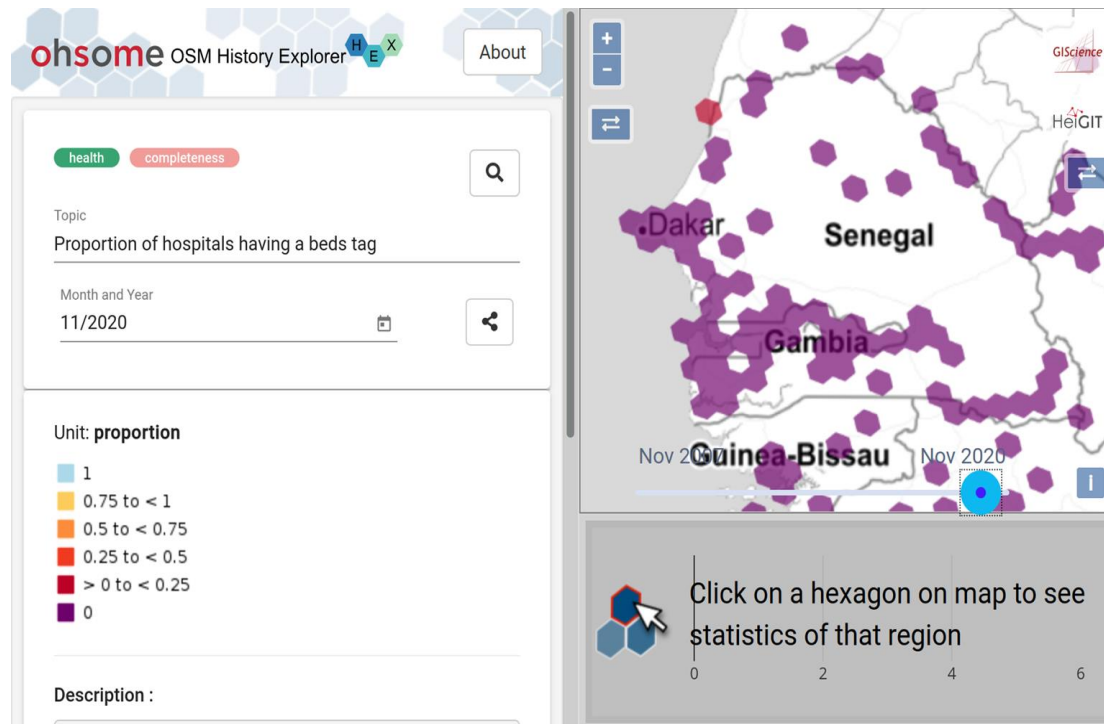 ohsome OSM History Explorer H E X
About
health completeness
Topic
Proportion of hospitals having a beds tag
Month and Year
11/2020
Unit: proportion
1
0.75 to < 1
0.5 to < 0.75
0.25 to < 0.5
> 0 to < 0.25
0
Description :
+
-
GIScience
HeiGIT
Dakar
Senegal
Gambia
Guinea-Bissau
Nov 2007 Nov 2020
i
Click on a hexagon on map to see
statistics of that region
0 2 4 6